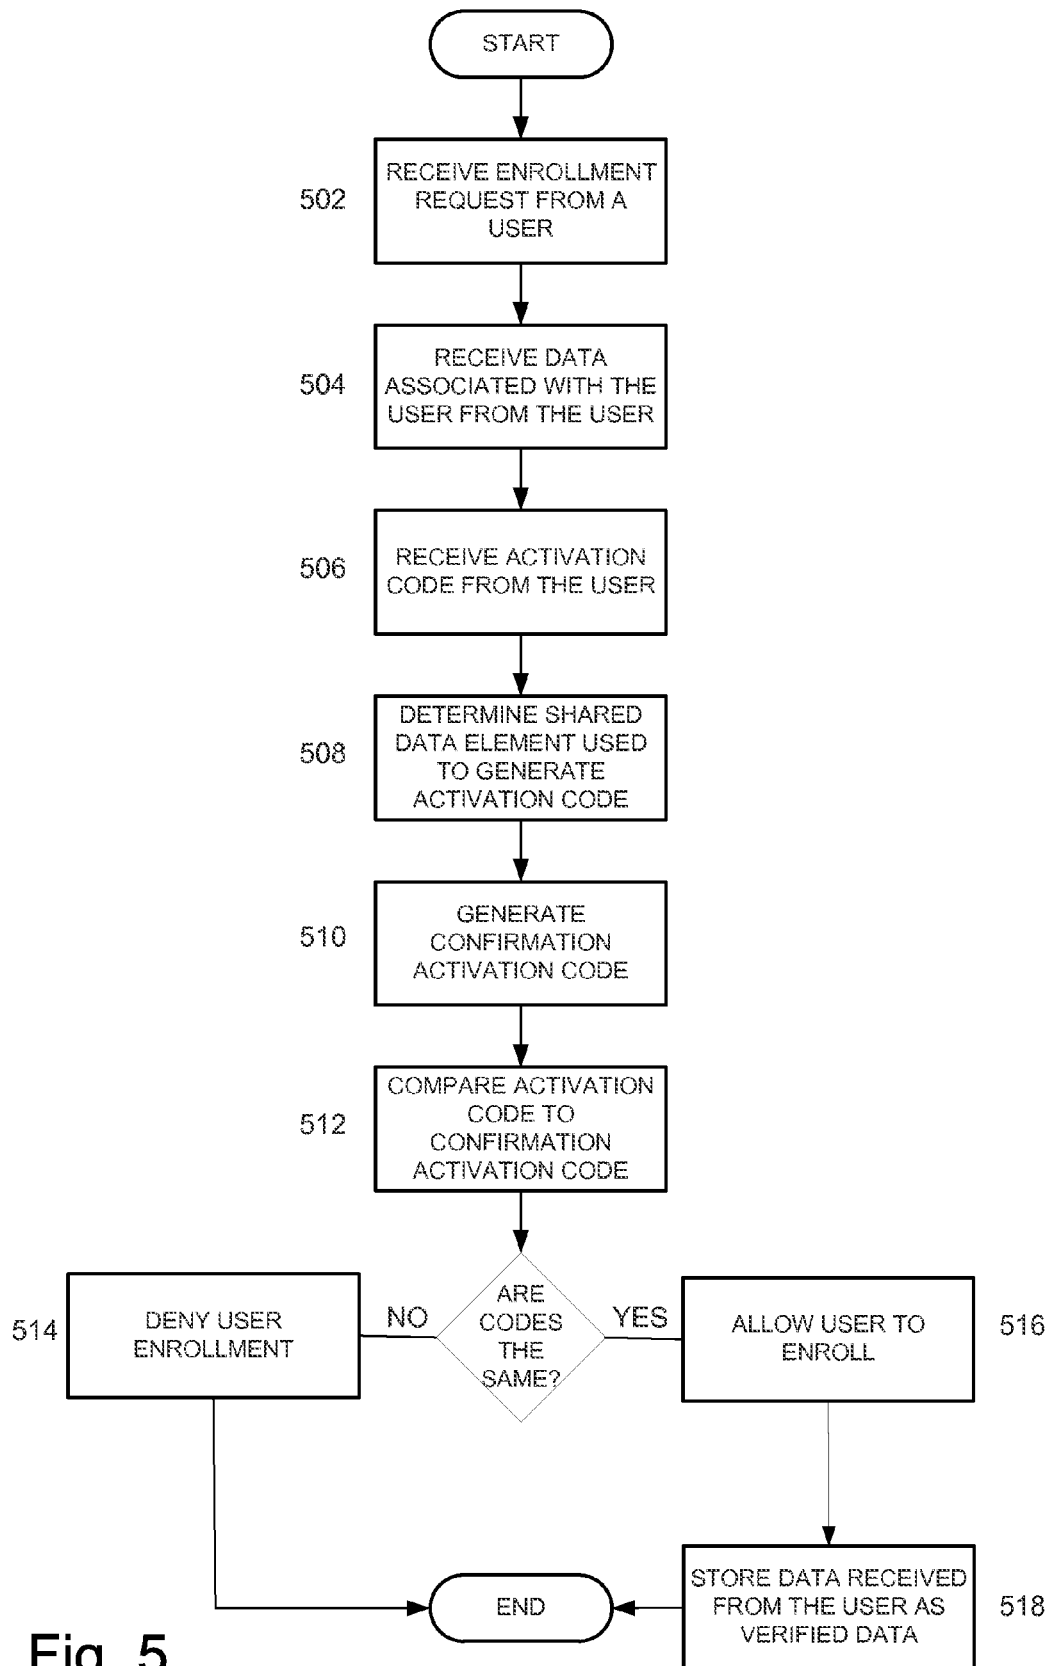 START
502
RECEIVE ENROLLMENT
REQUEST FROM A
USER
504
RECEIVE DATA
ASSOCIATED WITH THE
USER FROM THE USER
506
RECEIVE ACTIVATION
CODE FROM THE USER
508
DETERMINE SHARED
DATA ELEMENT USED
TO GENERATE
ACTIVATION CODE
510
GENERATE
CONFIRMATION
ACTIVATION CODE
512
COMPARE ACTIVATION
CODE TO
CONFIRMATION
ACTIVATION CODE
514
DENY USER
ENROLLMENT
NO
ARE
CODES
THE
SAME?
YES
ALLOW USER TO
ENROLL
516
END
STORE DATA RECEIVED
FROM THE USER AS
VERIFIED DATA
518
Fig. 5